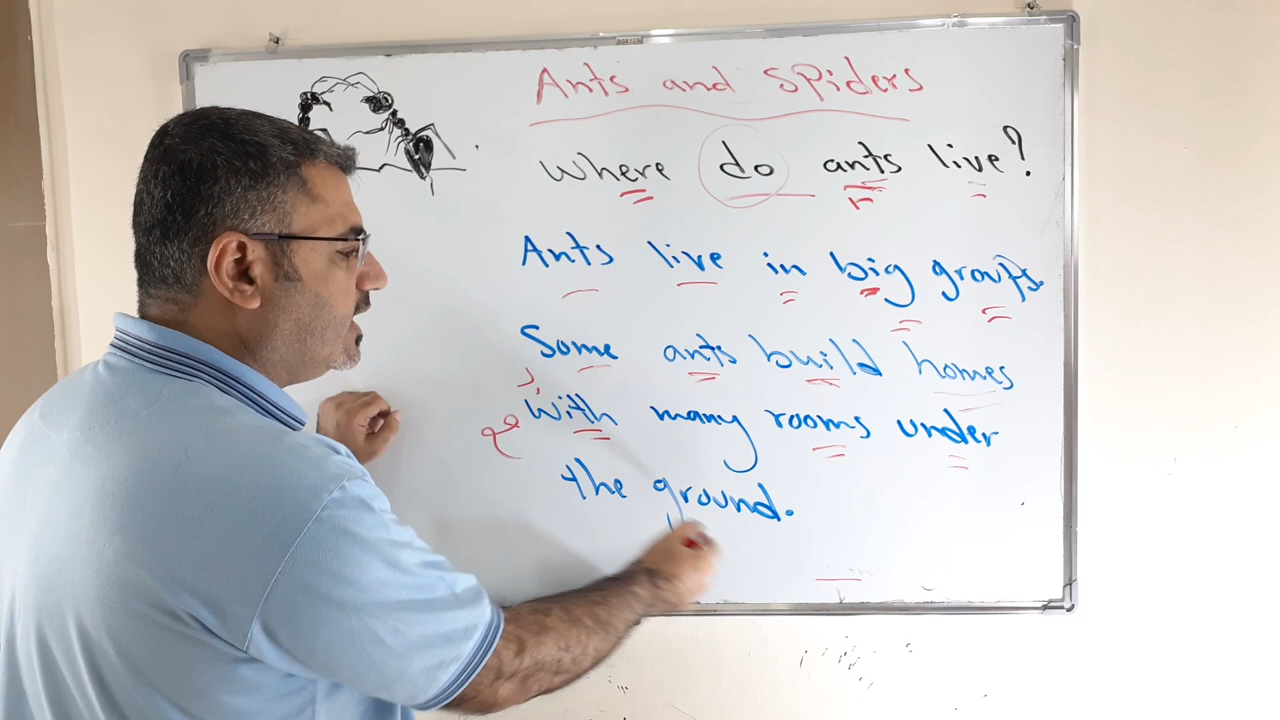 Ants and Spiders
Where do ants live?
Ants live in big groups.
Some ants build homes
with many rooms under
the ground.